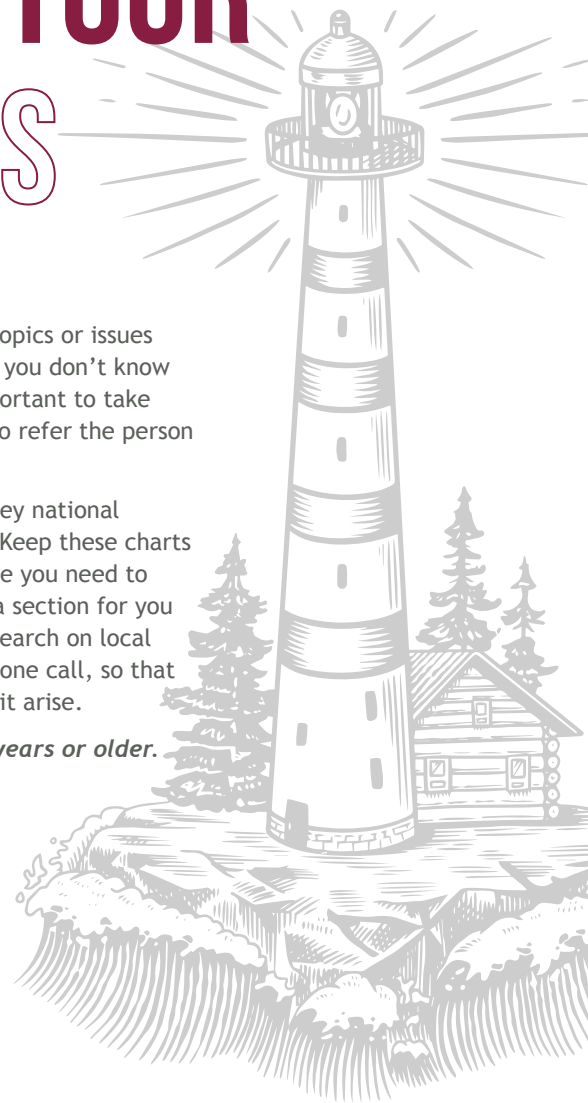 YOUR
S
opics or issues
you don’t know
ortant to take
o refer the person
ey national
Keep these charts
e you need to
a section for you
earch on local
one call, so that
it arise.
years or older.